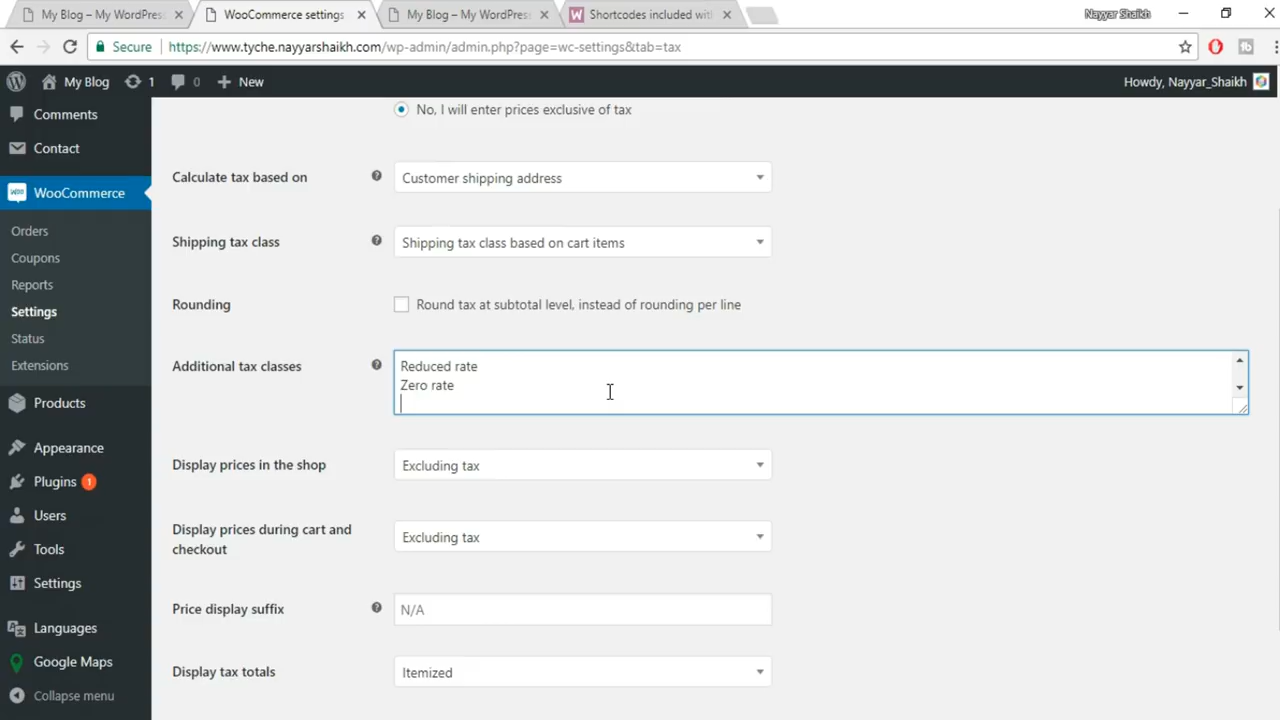 My Blog – My WordPress
WooCommerce settings
My Blog – My WordPress
Shortcodes included with
Nayyar Shaikh
Secure
https://www.tyche.nayyarshaikh.com/wp-admin/admin.php?page=wc-settings&tab=tax
My Blog
1
0
New
Howdy, Nayyar_Shaikh
Comments
Contact
WooCommerce
Orders
Coupons
Reports
Settings
Status
Extensions
Products
Appearance
Plugins 1
Users
Tools
Settings
Languages
Google Maps
Collapse menu
No, I will enter prices exclusive of tax
Calculate tax based on
Customer shipping address
Shipping tax class
Shipping tax class based on cart items
Rounding
Round tax at subtotal level, instead of rounding per line
Additional tax classes
Reduced rate
Zero rate
Display prices in the shop
Excluding tax
Display prices during cart and
checkout
Excluding tax
Price display suffix
N/A
Display tax totals
Itemized